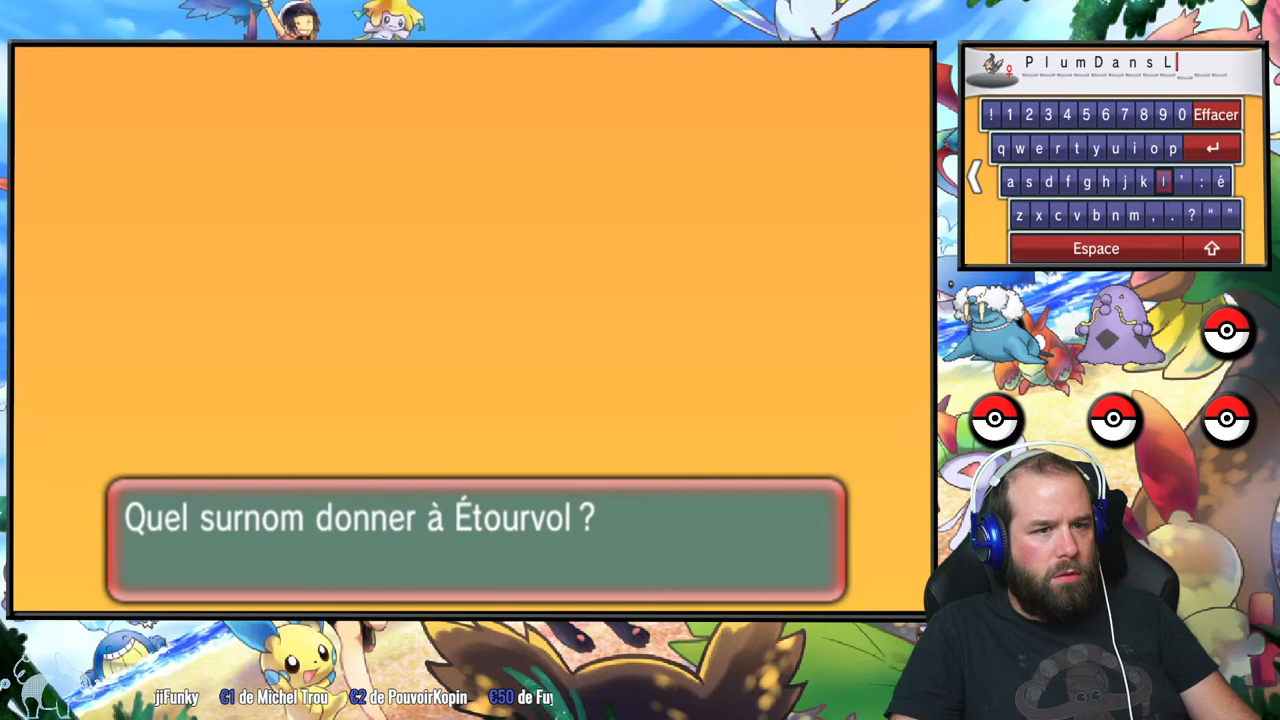 PlumDansL
! 1 2 3 4 5 6 7 8 9 0 Effacer
q w e r t y u i o p
a s d f g h j k l ' : é
z x c v b n m , . ? “ ”
Espace
Quel surnom donner à Étourvol ?
jiFunky €1 de Michel Trou €2 de PouvoirKopin €50 de Fuy